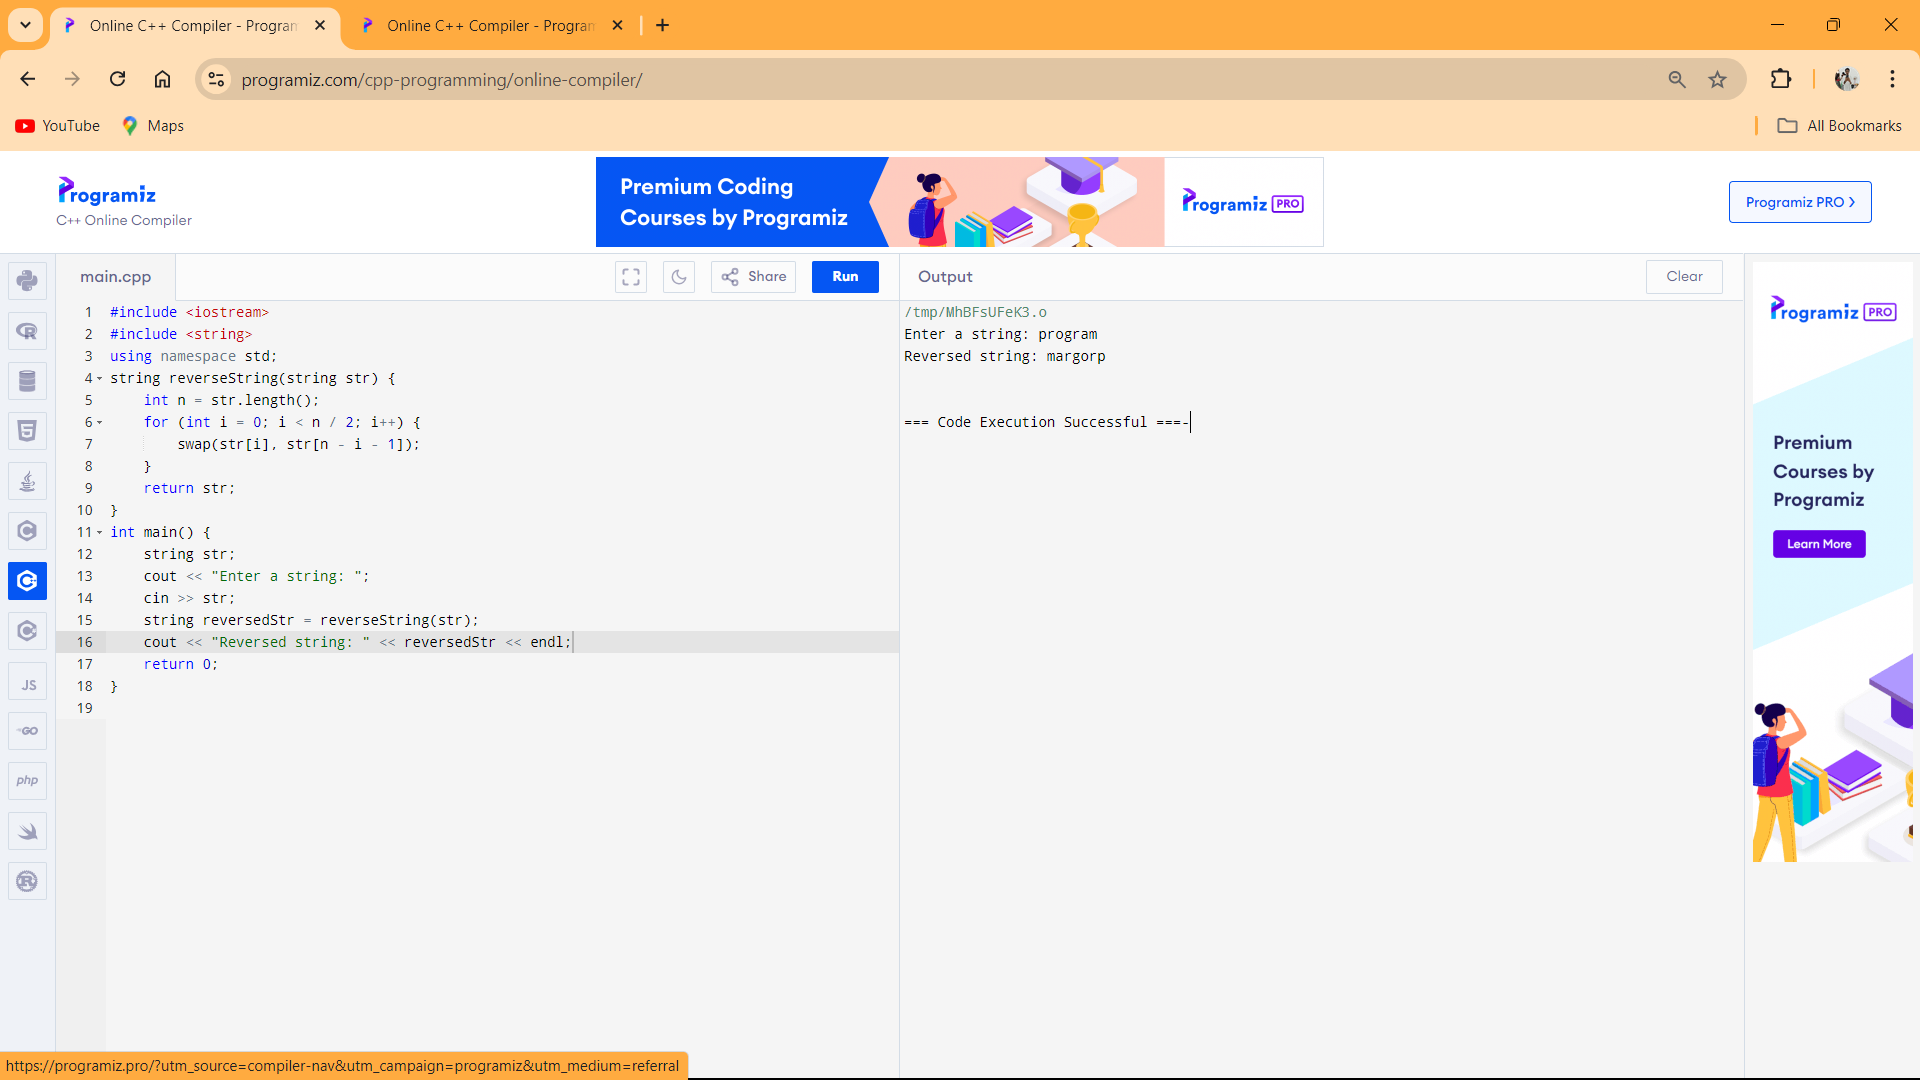 Online C++ Compiler - Program
Online C++ Compiler - Program
programiz.com/cpp-programming/online-compiler/
YouTube
Maps
All Bookmarks
Programiz
C++ Online Compiler
Premium Coding
Courses by Programiz
Programiz PRO
Programiz PRO
main.cpp
Share
Run
Output
Clear
1 #include <iostream>
2 #include <string>
3 using namespace std;
4 string reverseString(string str) {
5     int n = str.length();
6     for (int i = 0; i < n / 2; i++) {
7         swap(str[i], str[n - i - 1]);
8     }
9     return str;
10 }
11 int main() {
12     string str;
13     cout << "Enter a string: ";
14     cin >> str;
15     string reversedStr = reverseString(str);
16     cout << "Reversed string: " << reversedStr << endl;
17     return 0;
18 }
19
/tmp/MhBFsUFeK3.o
Enter a string: program
Reversed string: margorp
=== Code Execution Successful ===-
Programiz PRO
Premium
Courses by
Programiz
Learn More
R
5
C
C
C
JS
GO
php
R
https://programiz.pro/?utm_source=compiler-nav&utm_campaign=programiz&utm_medium=referral